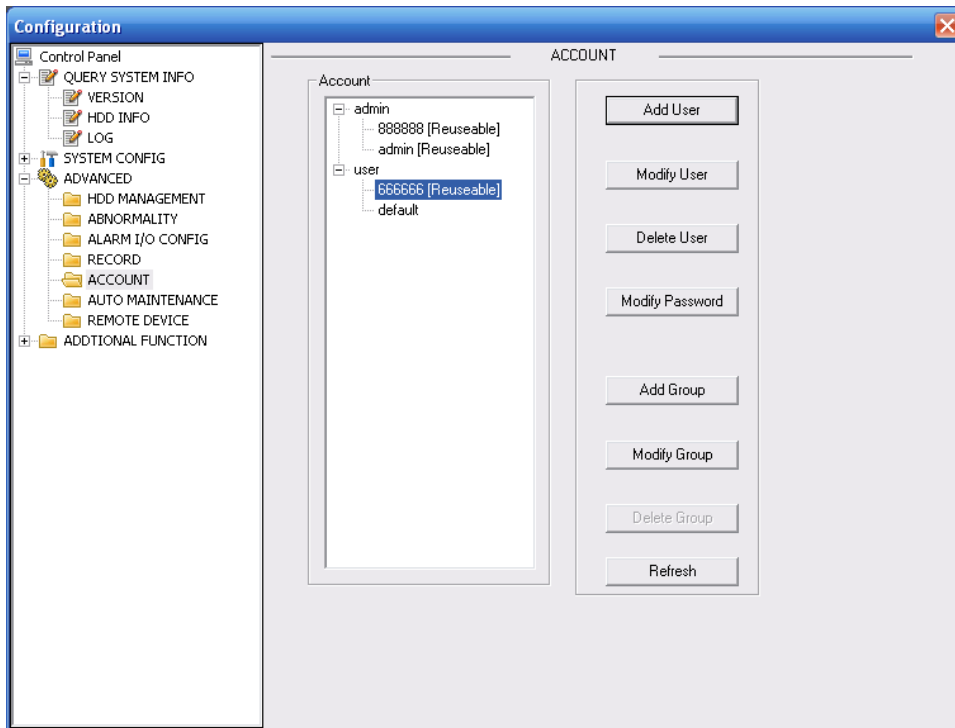 Configuration
Control Panel
QUERY SYSTEM INFO
VERSION
HDD INFO
LOG
SYSTEM CONFIG
ADVANCED
HDD MANAGEMENT
ABNORMALITY
ALARM I/O CONFIG
RECORD
ACCOUNT
AUTO MAINTENANCE
REMOTE DEVICE
ADDTIONAL FUNCTION
ACCOUNT
Account
admin
888888 [Reuseable]
admin [Reuseable]
user
666666 [Reuseable]
default
Add User
Modify User
Delete User
Modify Password
Add Group
Modify Group
Delete Group
Refresh